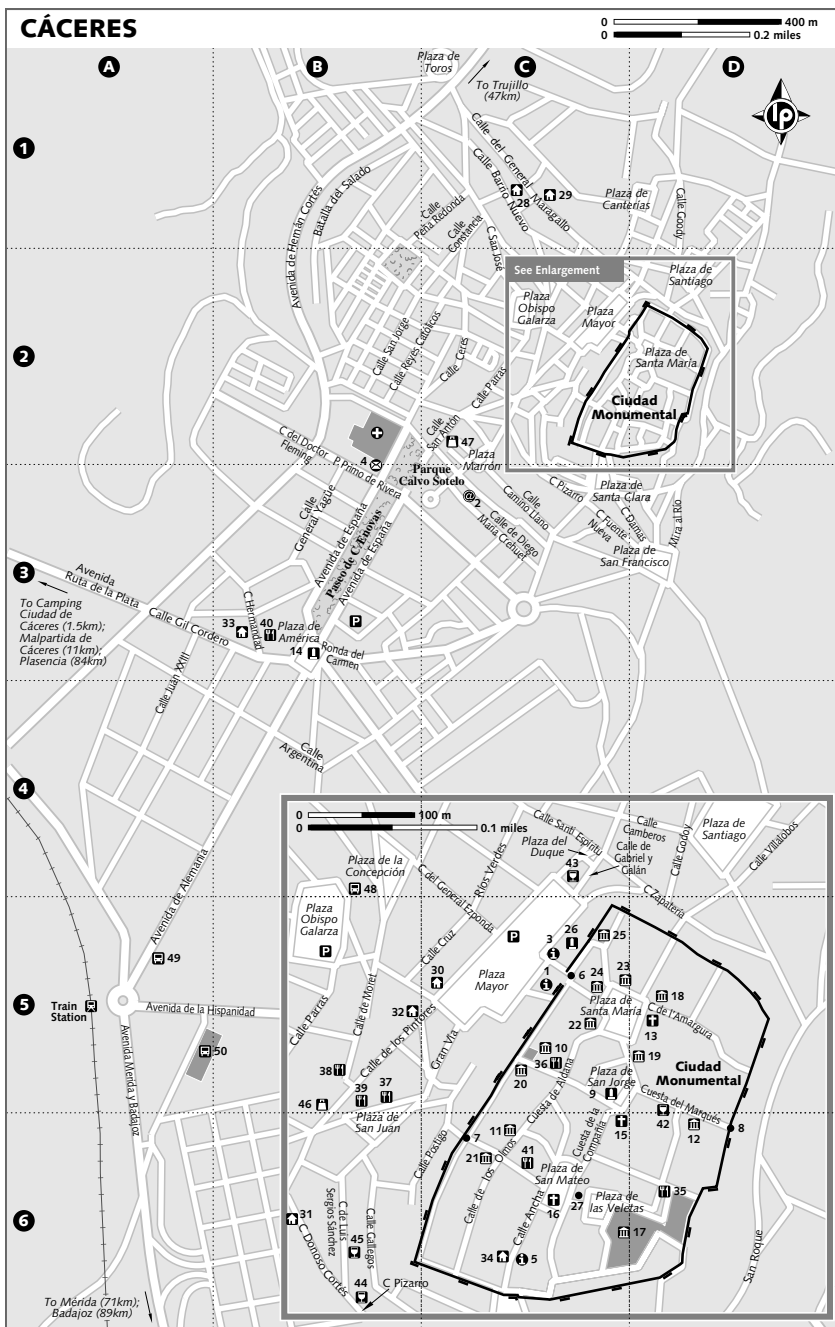 CÁCERES
0 400 m
0 0.2 miles
A
B
C
D
1
2
3
4
5
6
lp
Plaza de
Toros
To Trujillo
(47km)
Calle del General Maragallo
Calle Barrio Nuevo
28
29
Plaza de
Canterías
Calle Godoy
Avenida de Hernán Cortés
Batalla del Salado
Calle
Peña Redonda
Calle
Constancia
C San José
See Enlargement
Plaza
Obispo
Galarza
Plaza
Mayor
Plaza de
Santiago
Plaza de
Santa María
Ciudad
Monumental
Calle San Jorge
Calle Reyes Católicos
Calle Ceres
Calle Parras
Calle
San Antón
47
Plaza
Marrón
C del Doctor
Fleming
4
P Primo de Rivera
Parque
Calvo Sotelo
@2
Calle
General Yagüe
Avenida de España
Paseo de C/Ænovas
Avenida de España
Calle
Camino Llano
Calle de Diego
María Crehuet
C Pizarro
Plaza de
Santa Clara
C Fuente
Nueva
C Damas
Mira al Río
Plaza de
San Francisco
Avenida
Ruta de la Plata
To Camping
Ciudad de
Cáceres (1.5km);
Malpartida de
Cáceres (11km);
Plasencia (84km)
Calle Gil Cordero
C Hermandad
33
40
Plaza de
América
14
P
Ronda del
Carmen
Calle Juan XXIII
Calle
Argentina
Avenida de Alemania
49
Train
Station
Avenida de la Hispanidad
50
Avenida Merida y Badajoz
To Mérida (71km);
Badajoz (89km)
0 100 m
0 0.1 miles
Calle Santi Espíritu
Calle
Camberos
Plaza de
Santiago
Plaza del
Duque
43
Calle de
Gabriel y
Galán
Calle Godoy
Calle Villalobos
Plaza de la
Concepción
48
Ríos Verdes
C del General Ezponda
C Zapatería
Plaza
Obispo
Galarza
P
Calle Cruz
P
3
26
25
30
Plaza
Mayor
1
6
24
23
18
Calle Parras
Calle de Moret
32
Calle de los Pintores
Gran Vía
Plaza de
Santa María
22
C de l'Amargura
13
38
10
36
20
Cuesta de Aldana
19
Ciudad
Monumental
Plaza de
San Jorge
9
46
39
37
Plaza de
San Juan
Cuesta del Marqués
Cuesta de la
Compañía
15
42
12
8
Calle Postigo
7
11
21
Calle de los Olmos
41
Plaza de
San Mateo
16
27
Plaza de
las Veletas
35
17
31
C de Luis
Sergios Sánchez
Calle Gallegos
C Donoso Cortés
45
44
C Pizarro
Calle Ancha
34
5
San Roque